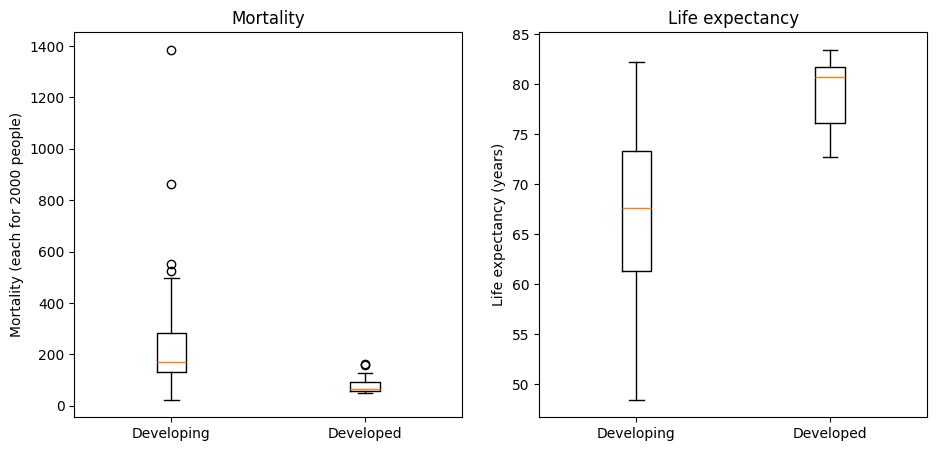 Mortality
Mortality (each for 2000 people)
1400
1200
1000
800
600
400
200
0
Developing
Developed
Life expectancy
Life expectancy (years)
85
80
75
70
65
60
55
50
Developing
Developed